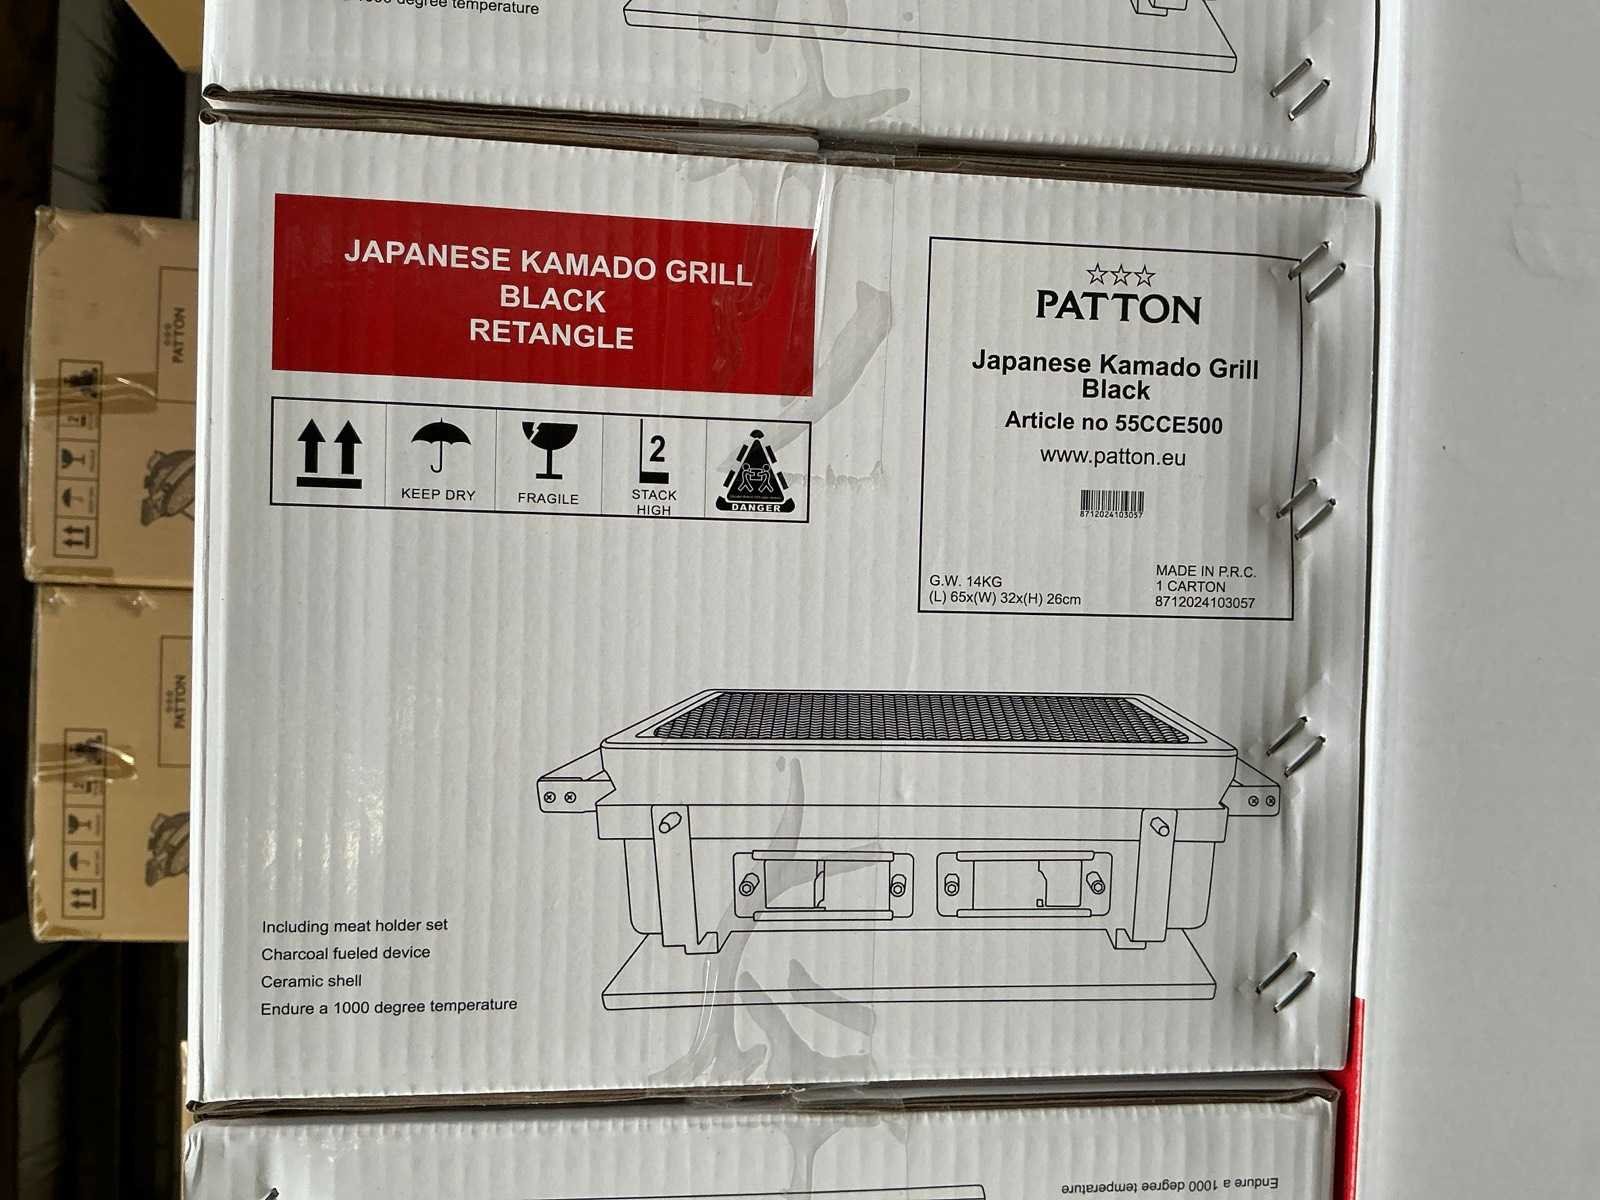 1000 degree temperature
JAPANESE KAMADO GRILL
BLACK
RETANGLE
KEEP DRY
FRAGILE
2
STACK
HIGH
DANGER
PATTON
Japanese Kamado Grill
Black
Article no 55CCE500
www.patton.eu
8712024103057
G.W. 14KG
(L) 65x(W) 32x(H) 26cm
MADE IN P.R.C.
1 CARTON
8712024103057
Including meat holder set
Charcoal fueled device
Ceramic shell
Endure a 1000 degree temperature
Endure a 1000 degree temperature
PATTON
2
PATTON
2